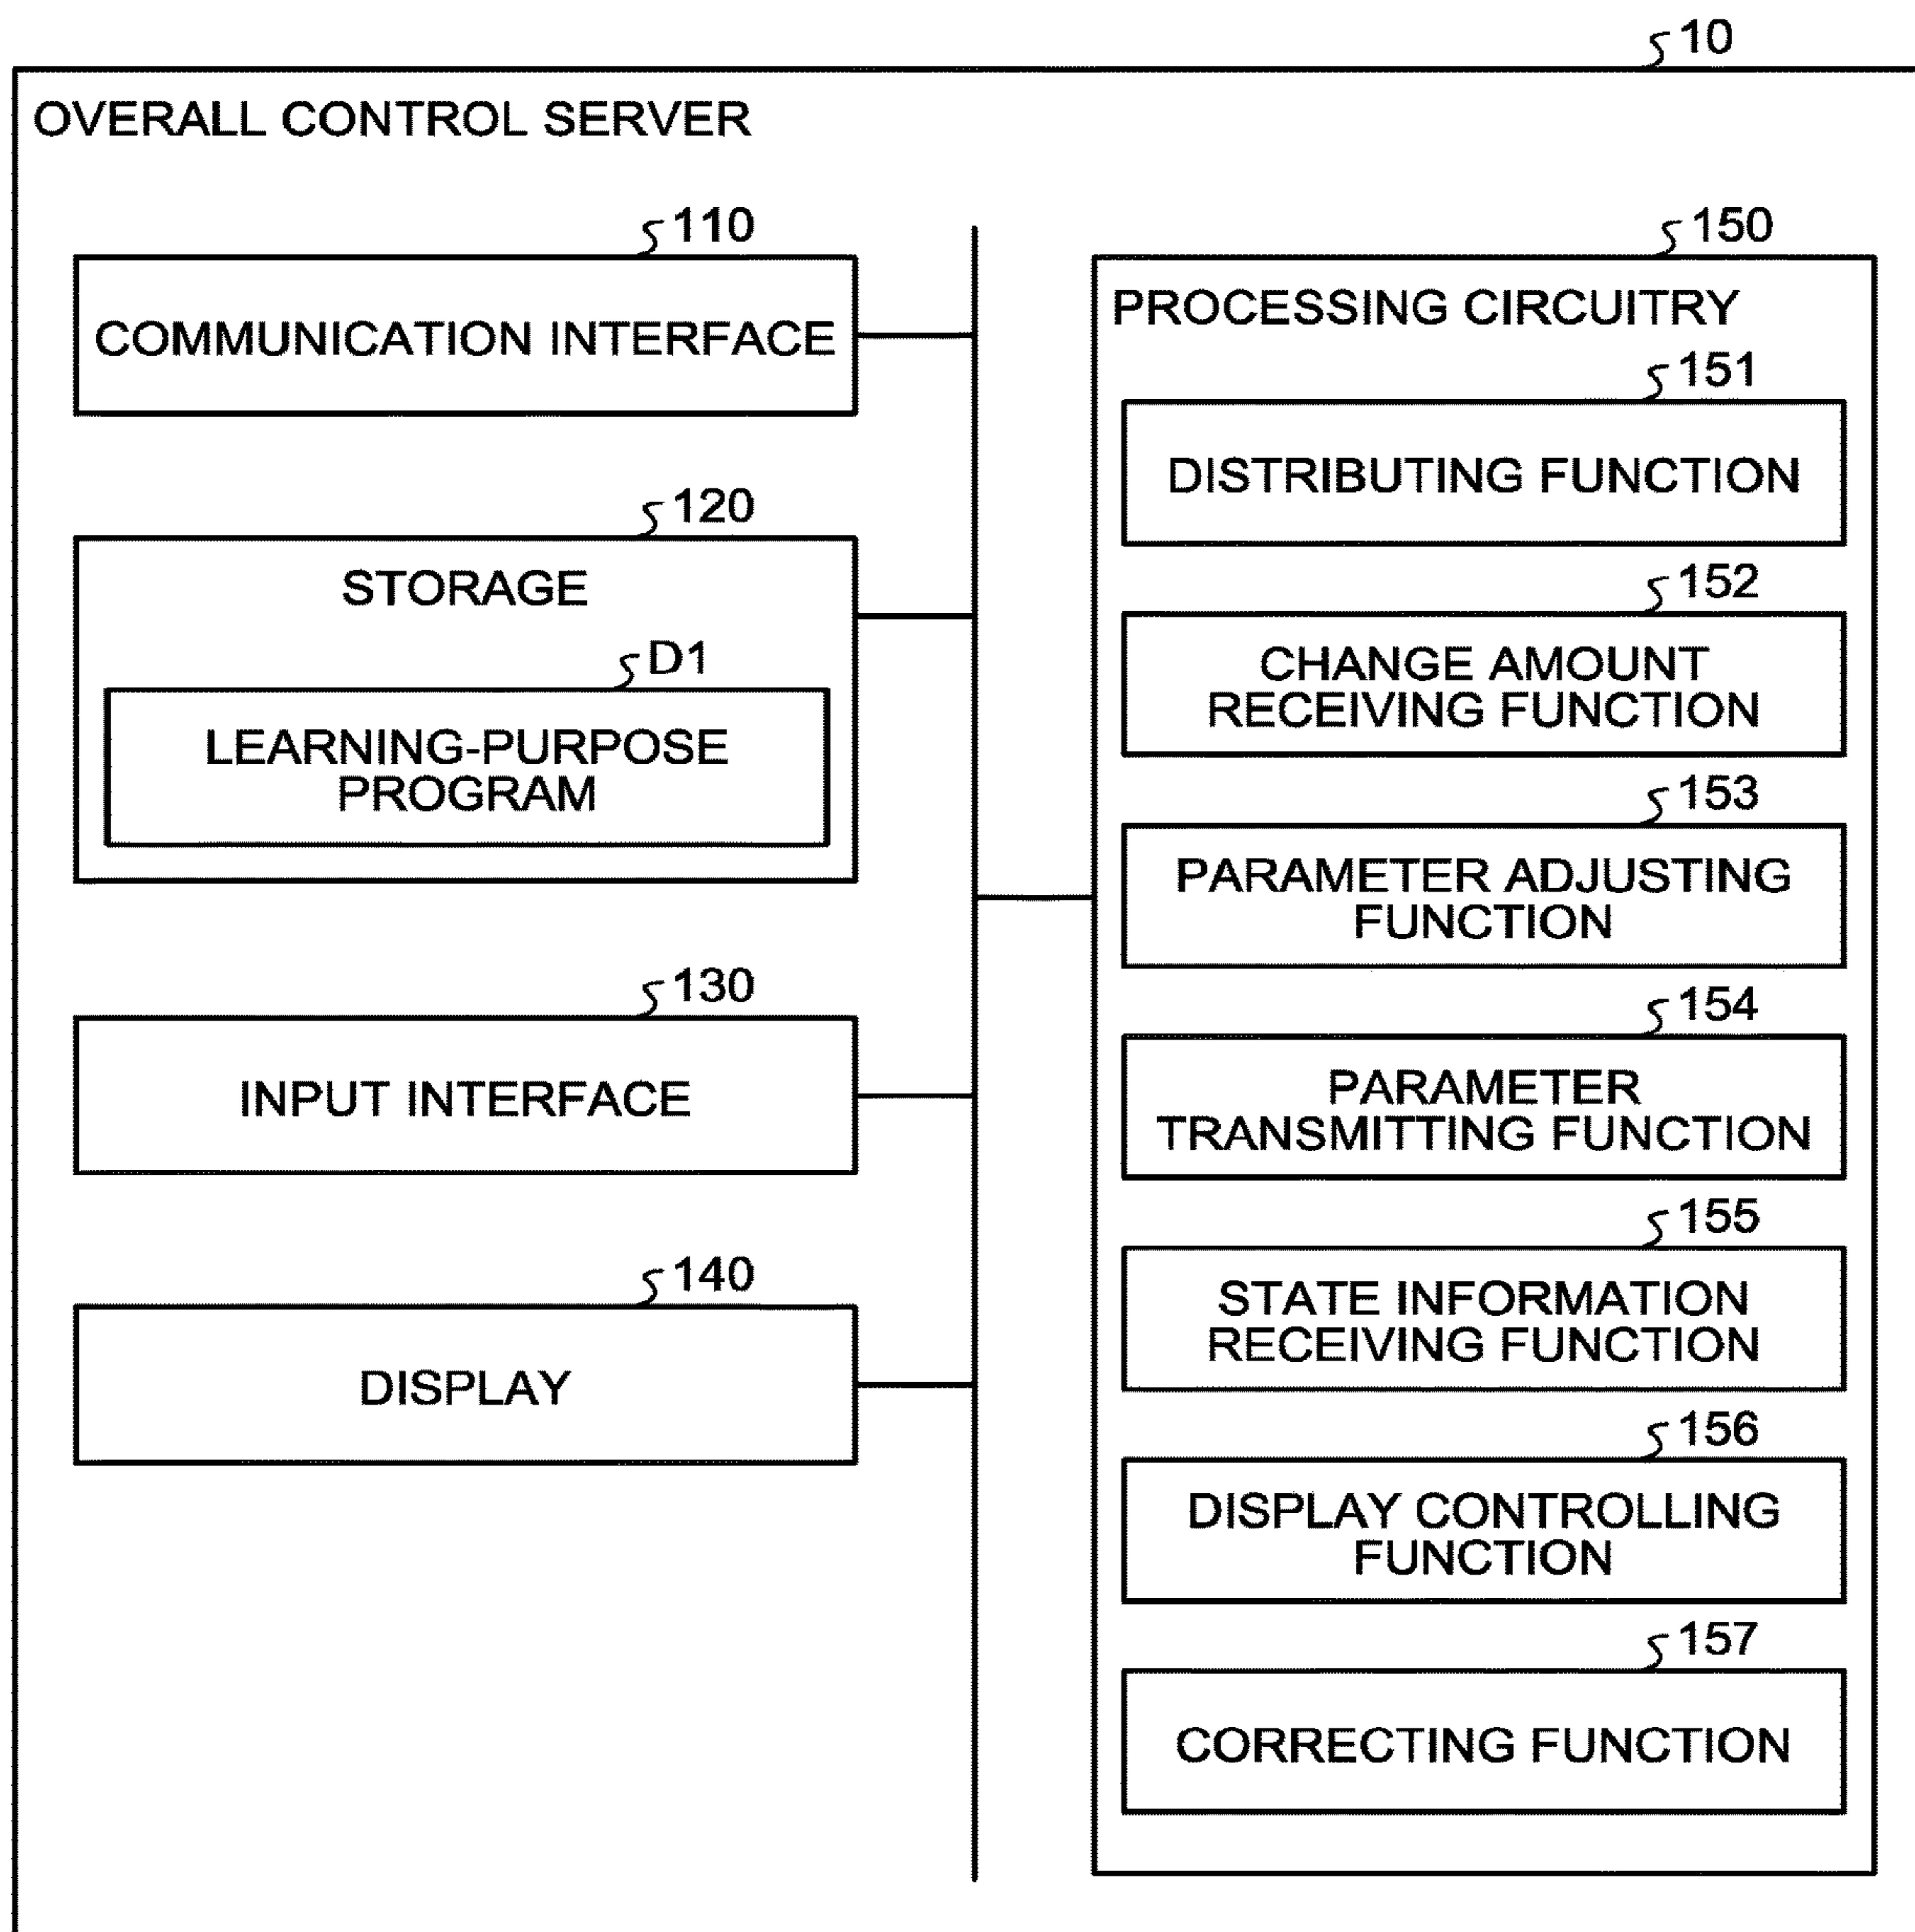 10
OVERALL CONTROL SERVER
110
COMMUNICATION INTERFACE
120
STORAGE
D1
LEARNING-PURPOSE
PROGRAM
130
INPUT INTERFACE
140
DISPLAY
150
PROCESSING CIRCUITRY
151
DISTRIBUTING FUNCTION
152
CHANGE AMOUNT
RECEIVING FUNCTION
153
PARAMETER ADJUSTING
FUNCTION
154
PARAMETER
TRANSMITTING FUNCTION
155
STATE INFORMATION
RECEIVING FUNCTION
156
DISPLAY CONTROLLING
FUNCTION
157
CORRECTING FUNCTION